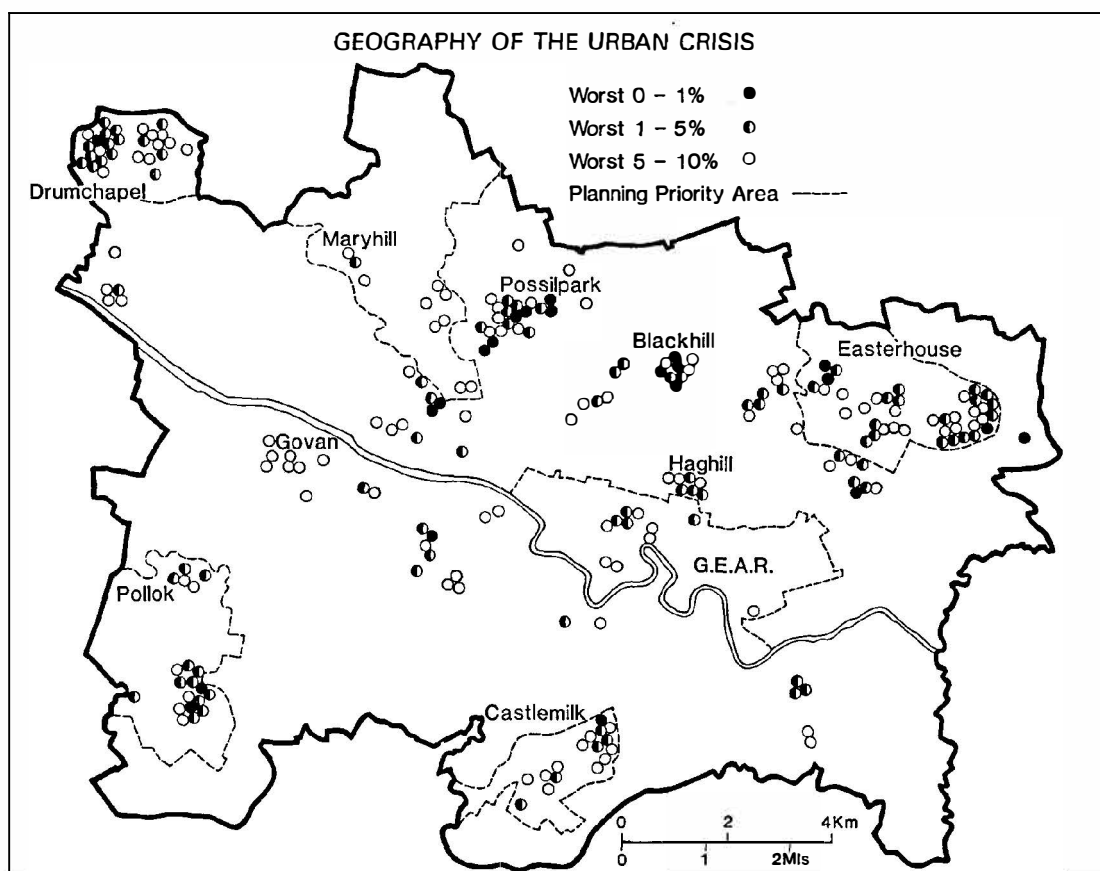 GEOGRAPHY OF THE URBAN CRISIS
Worst 0 - 1%
Worst 1 - 5%
Worst 5 - 10%
Planning Priority Area
Drumchapel
Maryhill
Possilpark
Blackhill
Easterhouse
Govan
Haghill
G.E.A.R.
Pollok
Castlemilk
0 2 4Km
0 1 2Mls